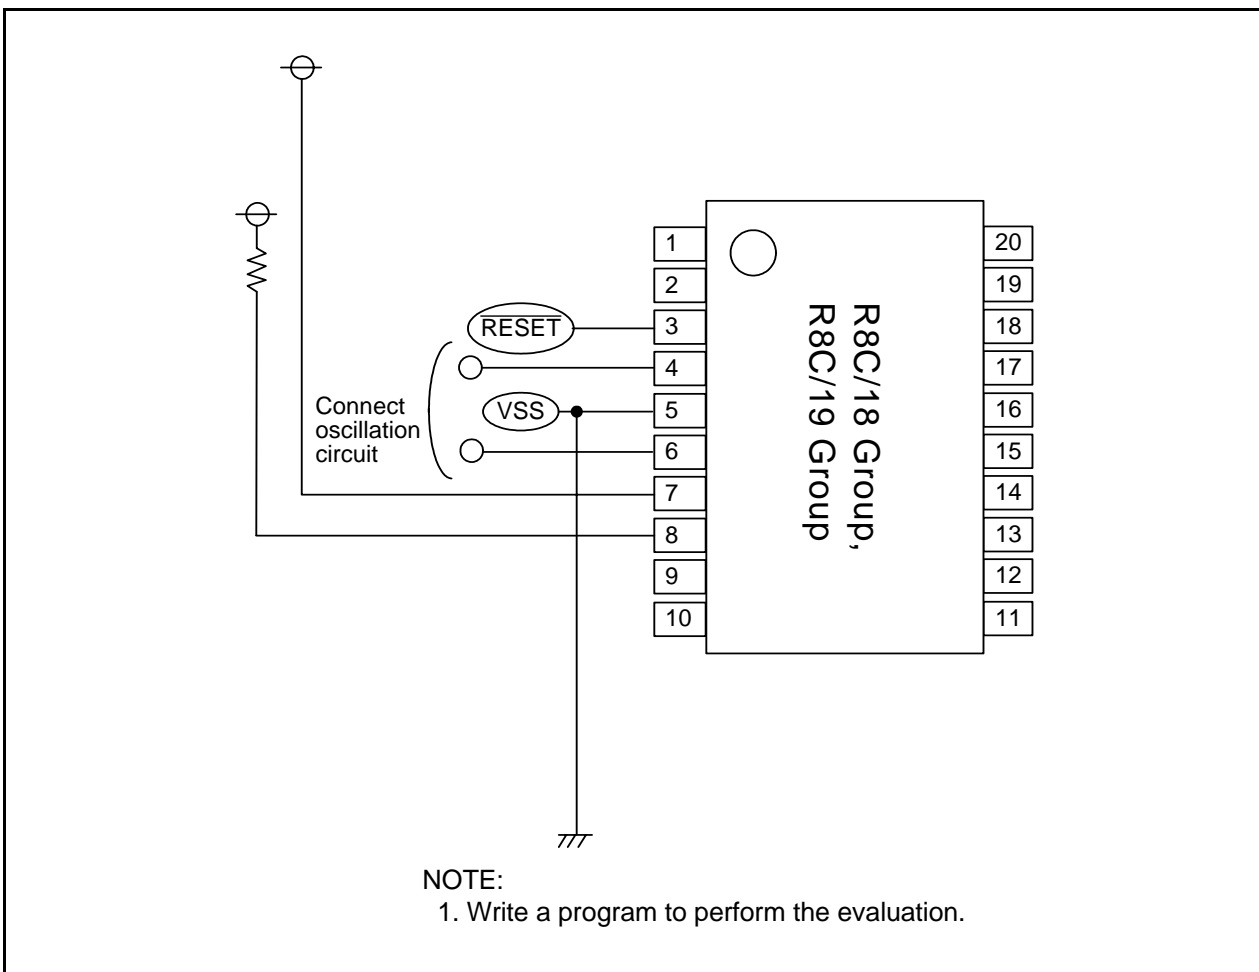 RESET
VSS
Connect
oscillation
circuit
1
2
3
4
5
6
7
8
9
10
R8C/18 Group,
R8C/19 Group
20
19
18
17
16
15
14
13
12
11
NOTE:
1. Write a program to perform the evaluation.